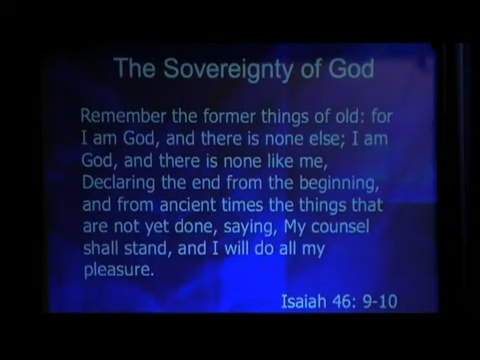 The Sovereignty of God
Remember the former things of old: for
I am God, and there is none else; I am
God, and there is none like me,
Declaring the end from the beginning,
and from ancient times the things that
are not yet done, saying, My counsel
shall stand, and I will do all my
pleasure.
Isaiah 46: 9-10